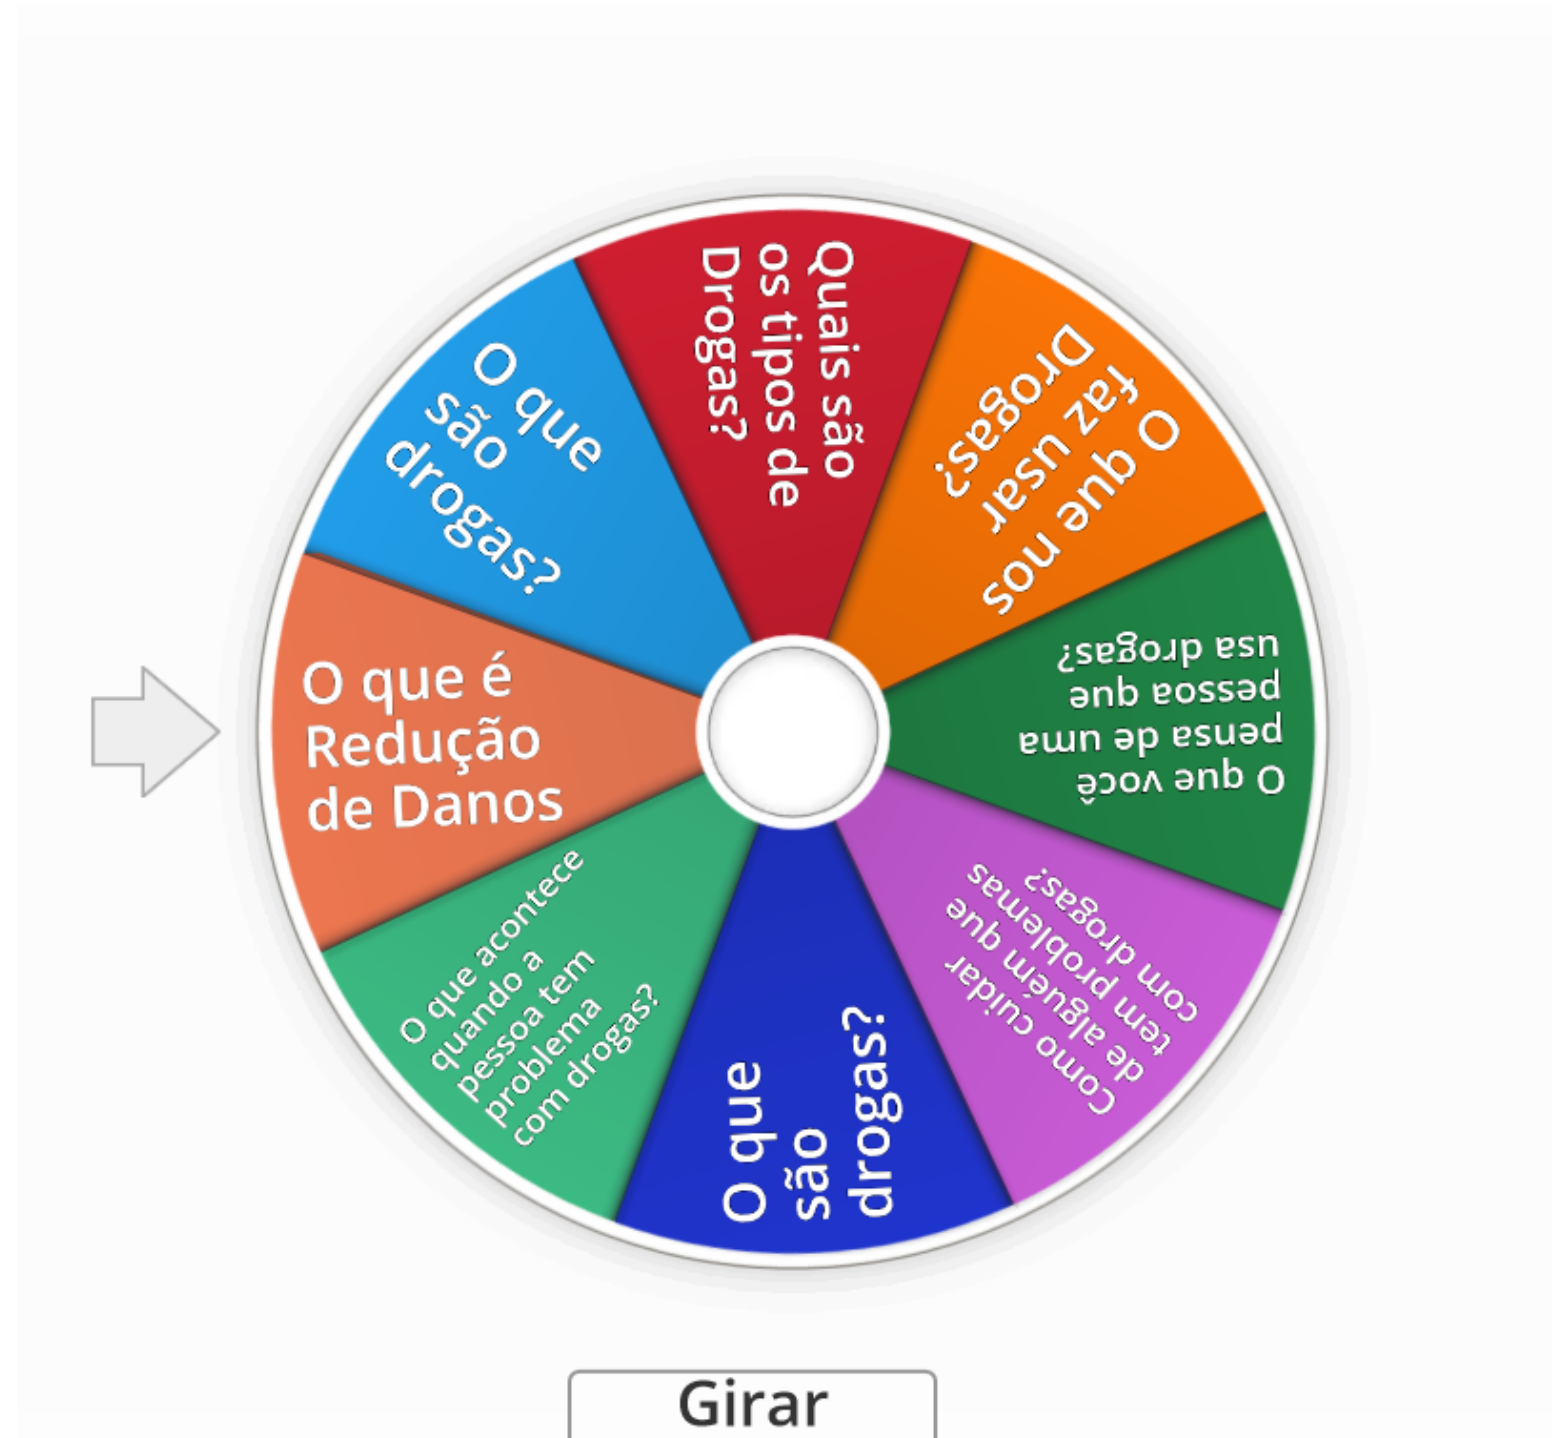 O que é
Redução
de Danos
O que
são
drogas?
Quais são
os tipos de
Drogas?
O que nos
faz usar
Drogas?
O que você
pensa de uma
pessoa que
usa drogas?
Como cuidar
de alguém que
tem problemas
com drogas?
O que
são
drogas?
O que acontece
quando a
pessoa tem
problema
com drogas?
Girar